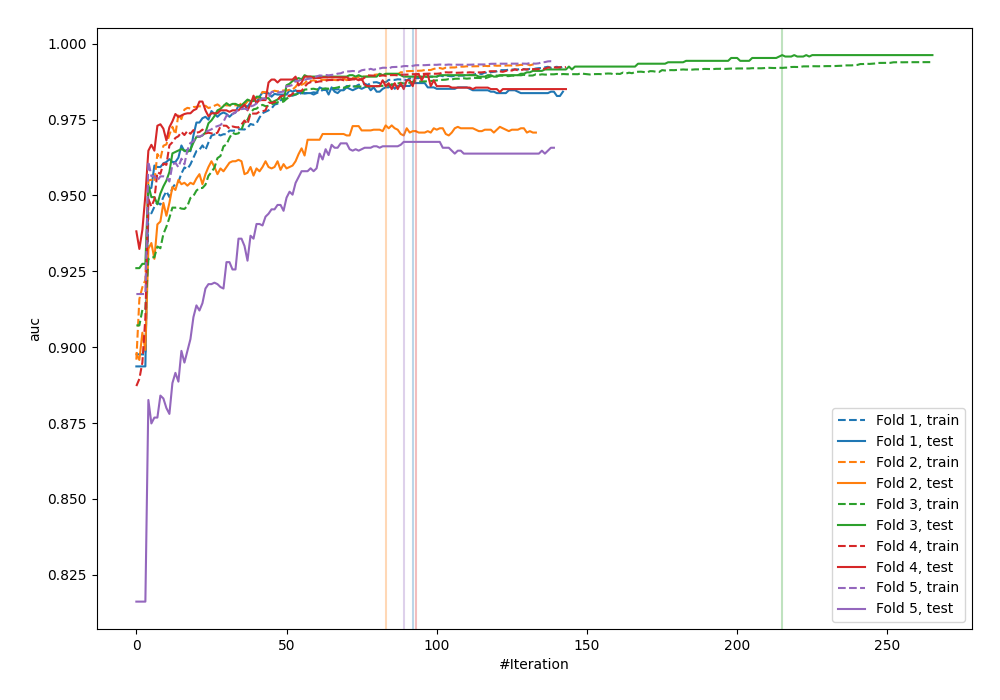 1.000
0.975
0.950
0.925
0.900
0.875
0.850
0.825
auc
0 50 100 150 200 250
#Iteration
Fold 1, train
Fold 1, test
Fold 2, train
Fold 2, test
Fold 3, train
Fold 3, test
Fold 4, train
Fold 4, test
Fold 5, train
Fold 5, test